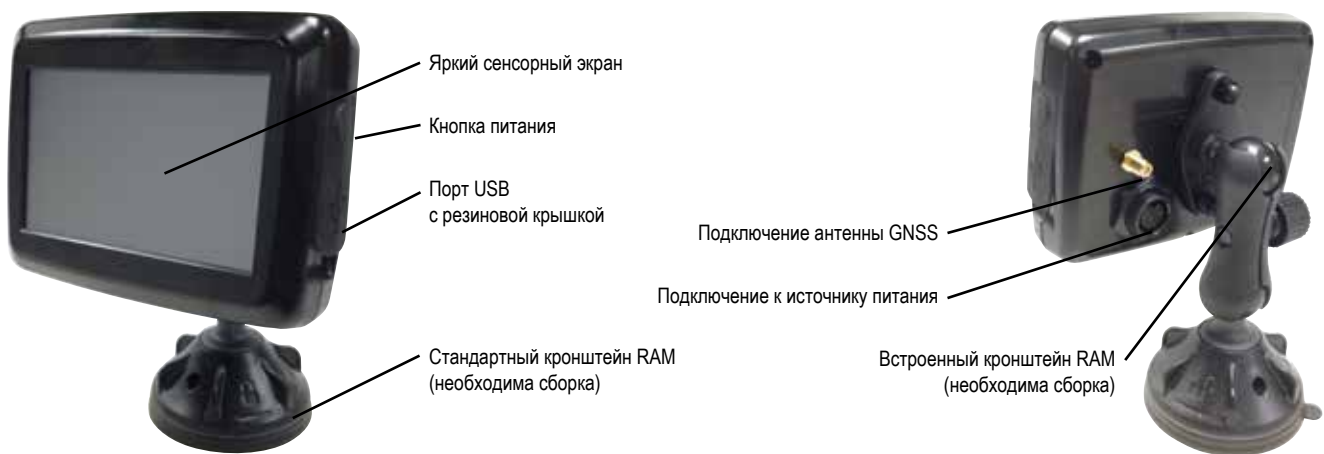 Яркий сенсорный экран
Кнопка питания
Порт USB
с резиновой крышкой
Стандартный кронштейн RAM
(необходима сборка)
Подключение антенны GNSS
Подключение к источнику питания
Встроенный кронштейн RAM
(необходима сборка)